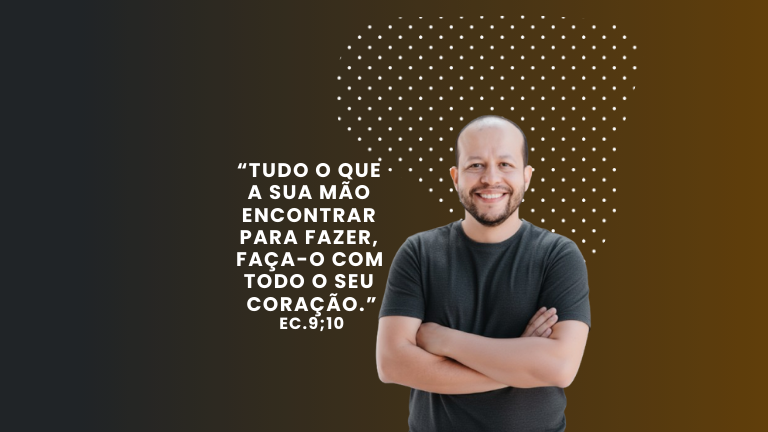 “TUDO O QUE
A SUA MÃO
ENCONTRAR
PARA FAZER,
FAÇA-O COM
TODO O SEU
CORAÇÃO.”
EC.9;10